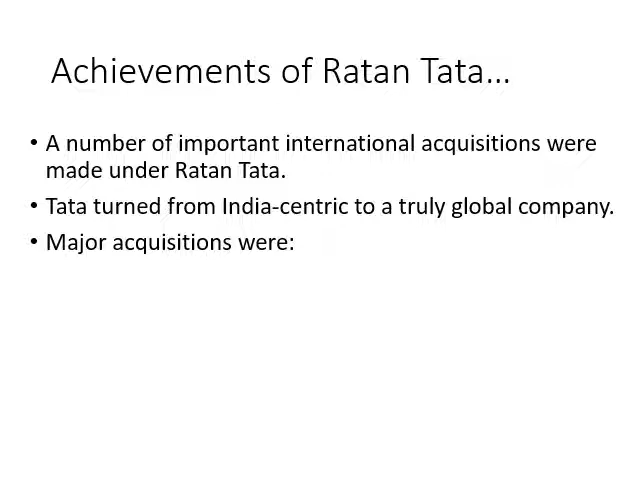 Achievements of Ratan Tata...
• A number of important international acquisitions were
made under Ratan Tata.
• Tata turned from India-centric to a truly global company.
• Major acquisitions were: